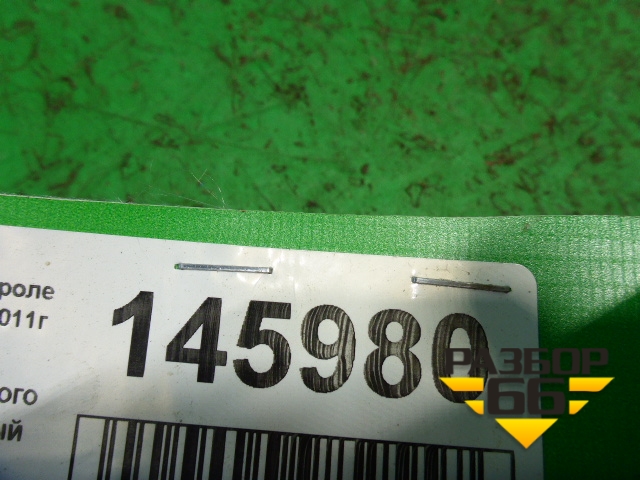 роле
011г
145980
ого
ый
РАЗБОР
66